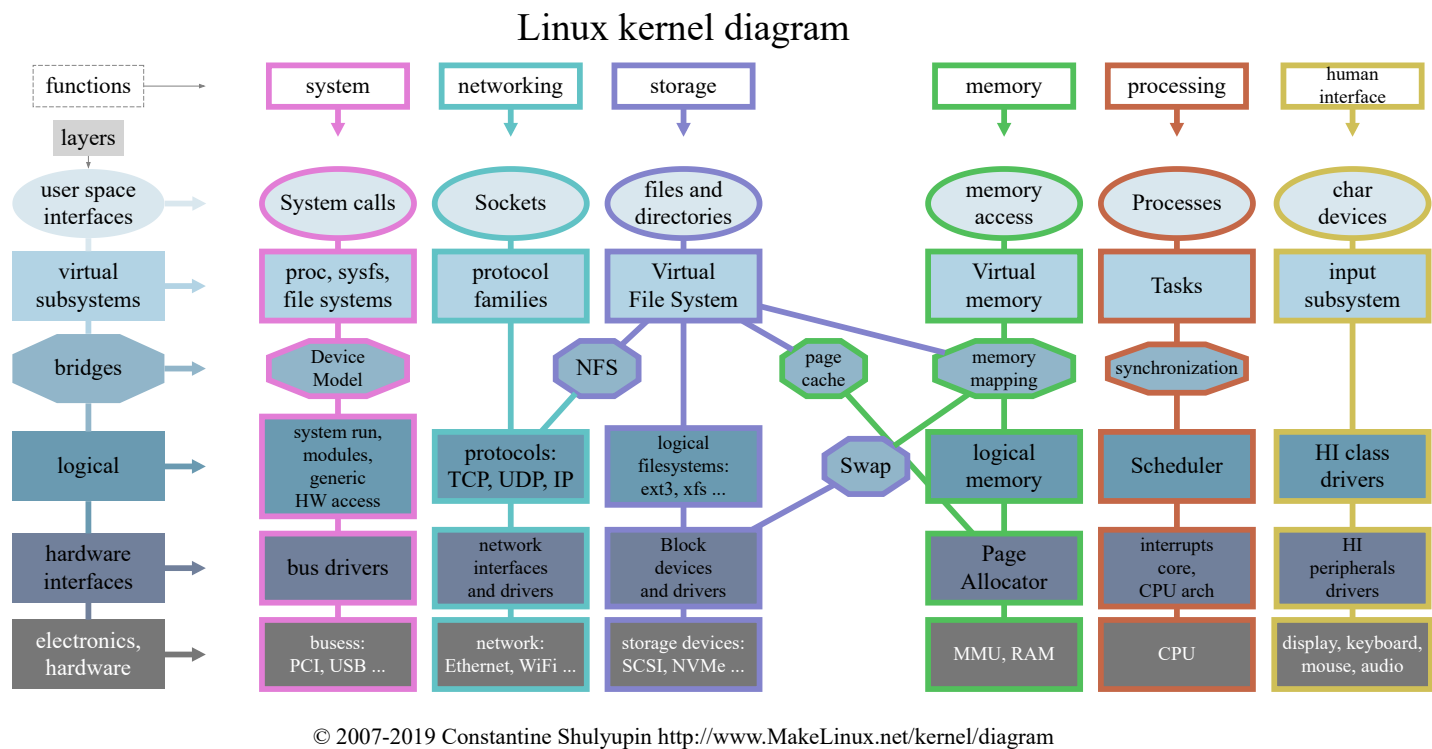 Linux kernel diagram
functions
system
networking
storage
memory
processing
human
interface
layers
user space
interfaces
System calls
Sockets
files and
directories
memory
access
Processes
char
devices
virtual
subsystems
proc, sysfs,
file systems
protocol
families
Virtual
File System
Virtual
memory
Tasks
input
subsystem
bridges
Device
Model
NFS
page
cache
memory
mapping
synchronization
logical
system run,
modules,
generic
HW access
protocols:
TCP, UDP, IP
logical
filesystems:
ext3, xfs ...
Swap
logical
memory
Scheduler
HI class
drivers
hardware
interfaces
bus drivers
network
interfaces
and drivers
Block
devices
and drivers
Page
Allocator
interrupts
core,
CPU arch
HI
peripherals
drivers
electronics,
hardware
busess:
PCI, USB ...
network:
Ethernet, WiFi ...
storage devices:
SCSI, NVMe ...
MMU, RAM
CPU
display, keyboard,
mouse, audio
© 2007-2019 Constantine Shulyupin http://www.MakeLinux.net/kernel/diagram